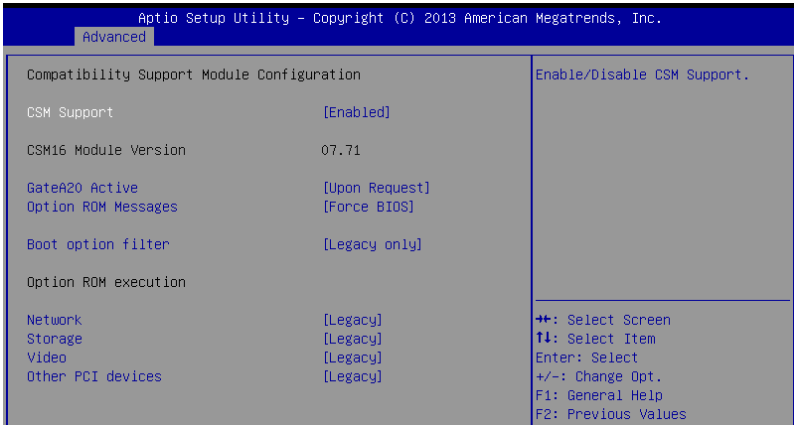 Aptio Setup Utility – Copyright (C) 2013 American Megatrends, Inc.
Advanced
Compatibility Support Module Configuration
CSM Support [Enabled]
CSM16 Module Version 07.71
GateA20 Active [Upon Request]
Option ROM Messages [Force BIOS]
Boot option filter [Legacy only]
Option ROM execution
Network [Legacy]
Storage [Legacy]
Video [Legacy]
Other PCI devices [Legacy]
Enable/Disable CSM Support.
→←: Select Screen
↑↓: Select Item
Enter: Select
+/-: Change Opt.
F1: General Help
F2: Previous Values